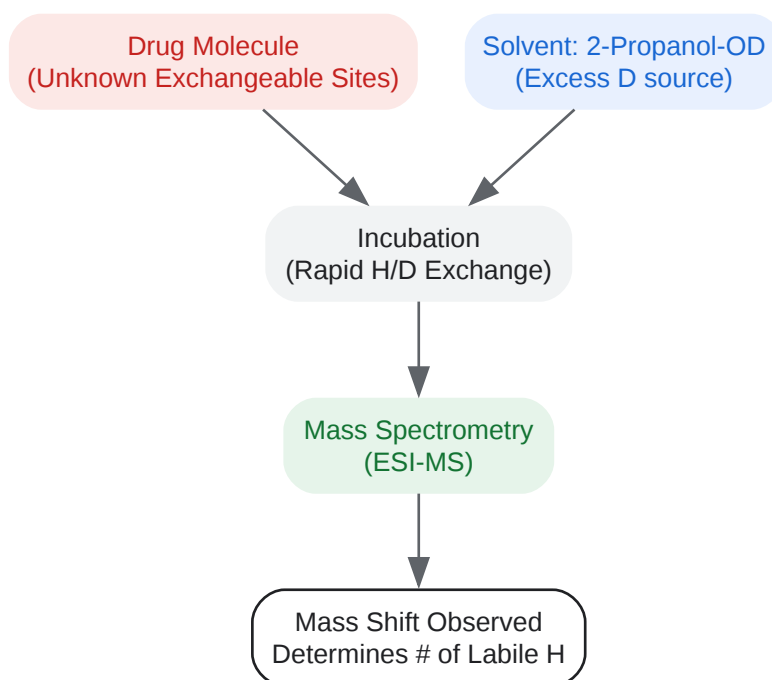 Drug Molecule
(Unknown Exchangeable Sites)
Solvent: 2-Propanol-OD
(Excess D source)
Incubation
(Rapid H/D Exchange)
Mass Spectrometry
(ESI-MS)
Mass Shift Observed
Determines # of Labile H